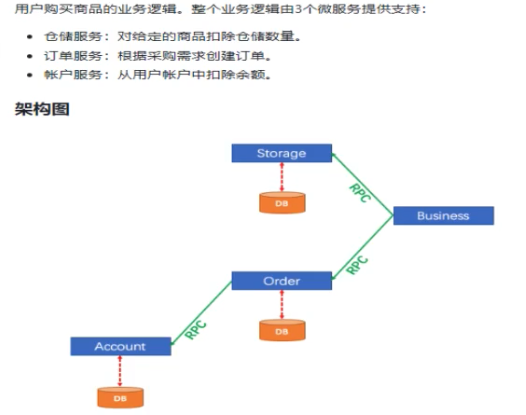 用户购买商品的业务逻辑。整个业务逻辑由3个微服务提供支持：
仓储服务：对给定的商品扣除仓储数量。
订单服务：根据采购需求创建订单。
帐户服务：从用户帐户中扣除余额。
架构图
Storage
DB
RPC
Business
RPC
Order
DB
RPC
Account
DB